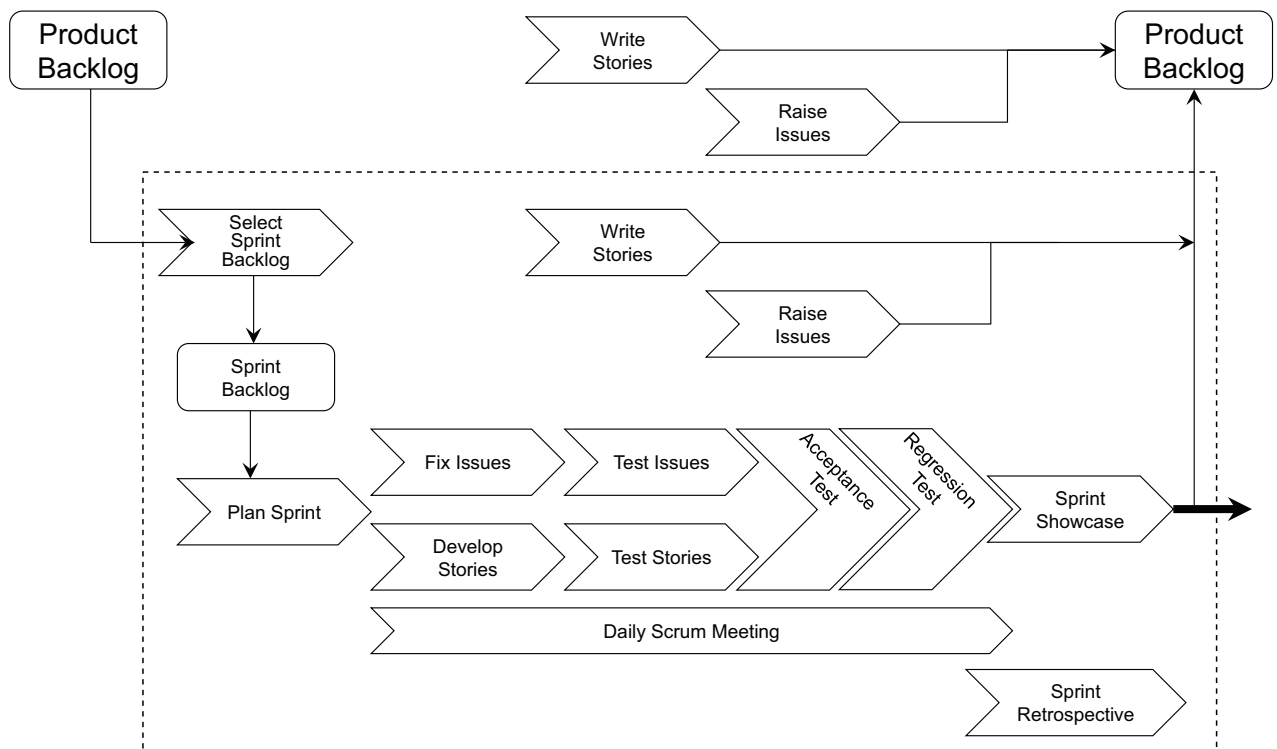 Product
Backlog
Write
Stories
Product
Backlog
Raise
Issues
Select
Sprint
Backlog
Write
Stories
Raise
Issues
Sprint
Backlog
Fix Issues
Test Issues
Acceptance
Test
Regression
Test
Plan Sprint
Sprint
Showcase
Develop
Stories
Test Stories
Daily Scrum Meeting
Sprint
Retrospective